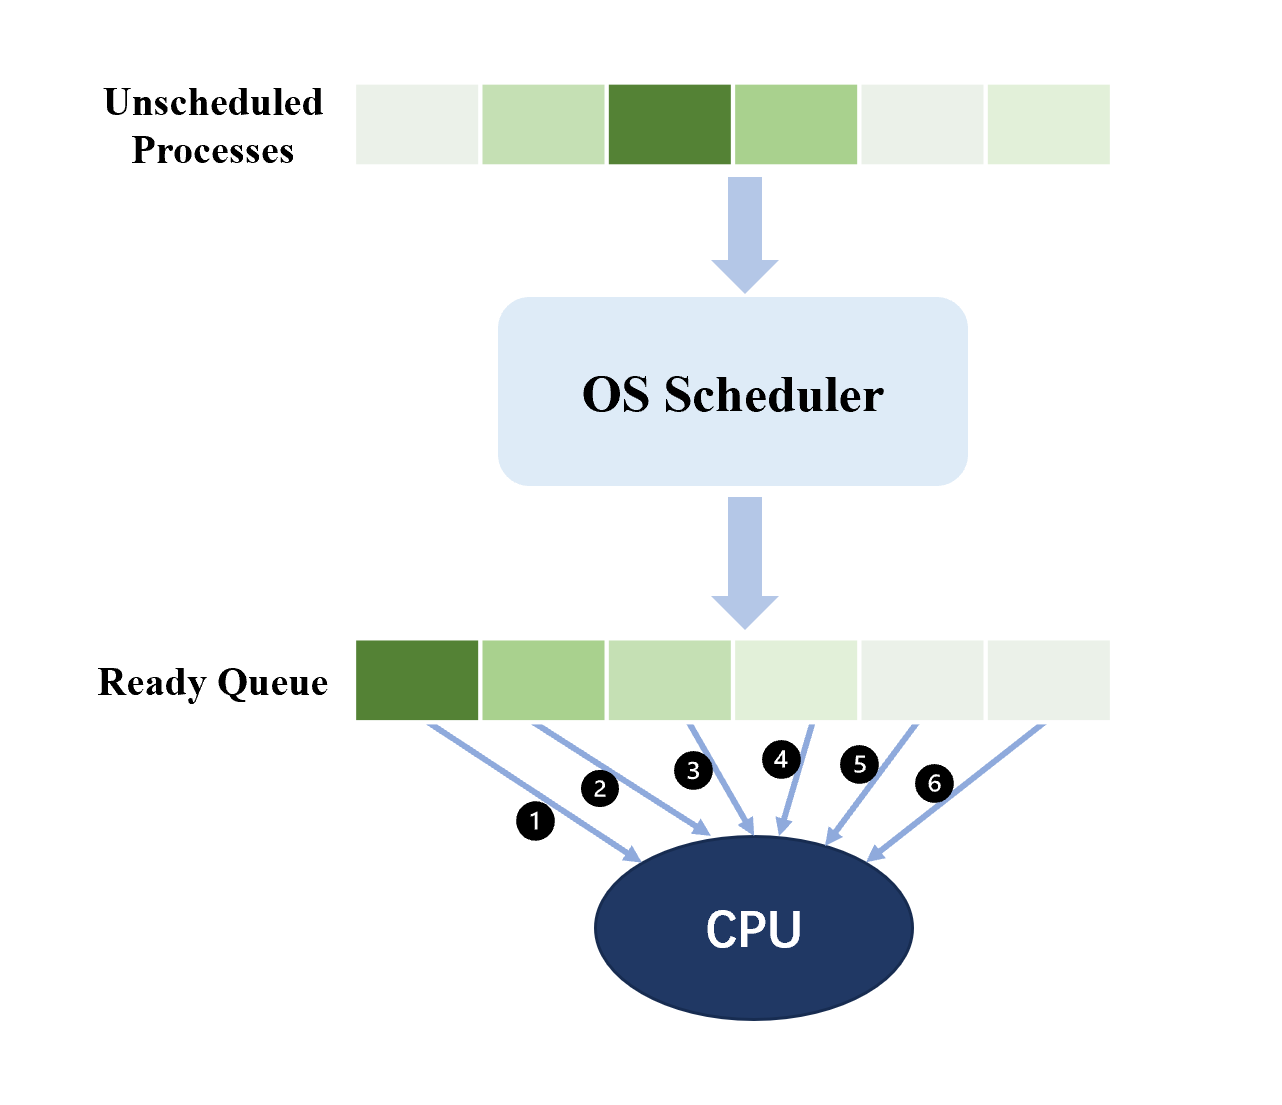 Unscheduled
Processes
OS Scheduler
Ready Queue
1
2
3
4
5
6
CPU